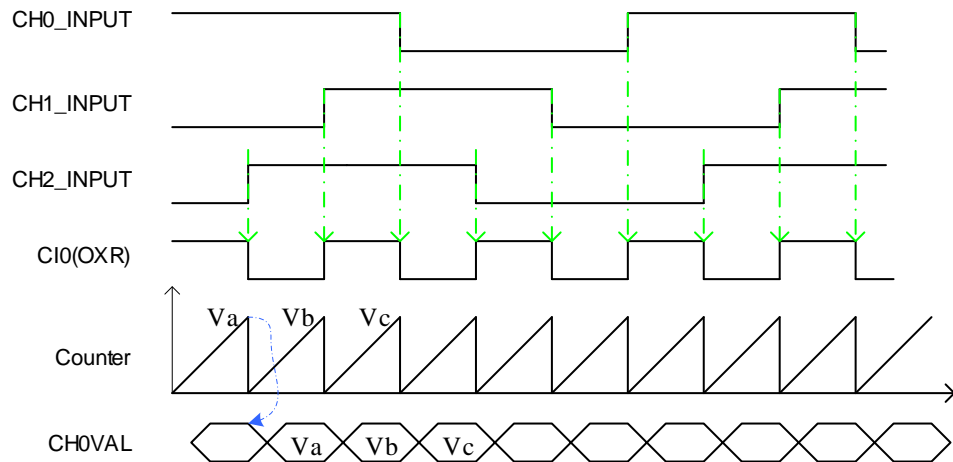 CH0_INPUT
CH1_INPUT
CH2_INPUT
CI0(OXR)
Va Vb Vc
Counter
CH0VAL Va Vb Vc